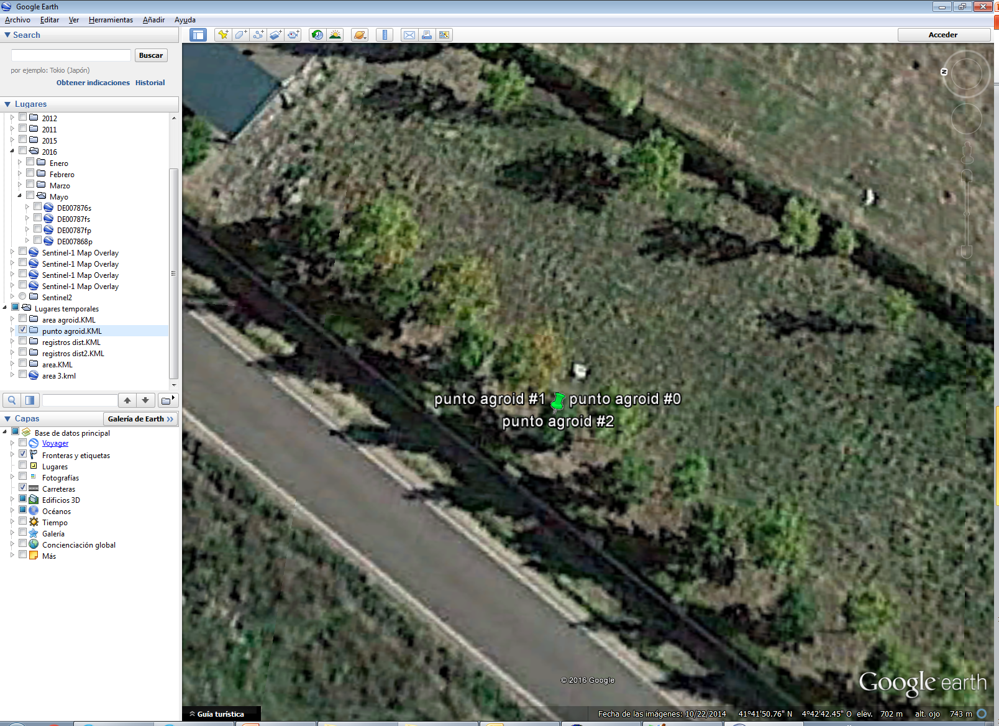 Google Earth
Archivo Editar Ver Herramientas Añadir Ayuda
Search
Buscar
por ejemplo: Tokio (Japón)
Obtener indicaciones Historial
Lugares
2012
2011
2015
2016
Enero
Febrero
Marzo
Mayo
DE007876s
DE00787fs
DE00787fp
DE007868p
Sentinel-1 Map Overlay
Sentinel-1 Map Overlay
Sentinel-1 Map Overlay
Sentinel-1 Map Overlay
Sentinel2
Lugares temporales
area agroid.KML
punto agroid.KML
registros dist.KML
registros dist2.KML
area.KML
area 3.kml
Capas
Galería de Earth »
Base de datos principal
Voyager
Fronteras y etiquetas
Lugares
Fotografías
Carreteras
Edificios 3D
Océanos
Tiempo
Galería
Concienciación global
Más
Acceder
N
punto agroid #1 punto agroid #0
punto agroid #2
© 2016 Google
Google earth
Guía turística
Fecha de las imágenes: 10/22/2014 41°41'50.76" N 4°42'42.45" O elev. 702 m alt. ojo 743 m